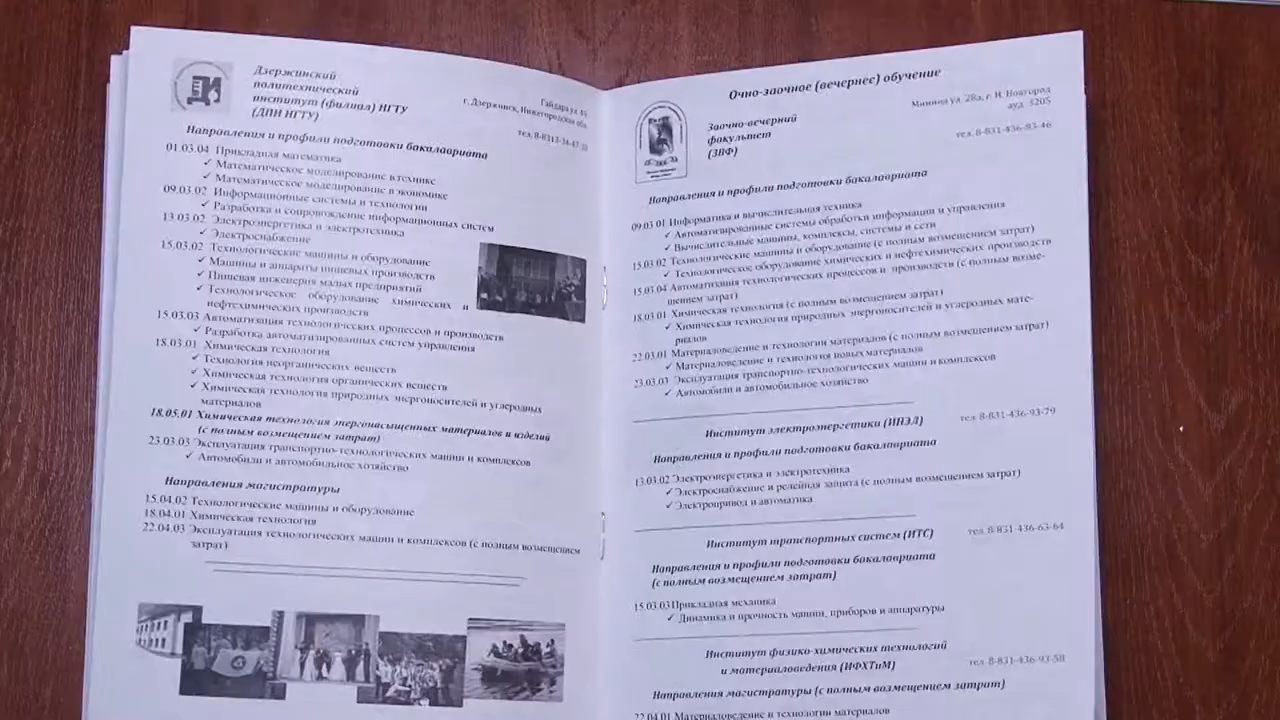 Дзержинский
политехнический
институт (филиал) НГТУ
(ДПИ НГТУ)
Гайдара ул.
г. Дзержинск, Нижегородская обл.
тел. 8-8313-34-47-
Направления и профили подготовки бакалавриата
01.03.04 Прикладная математика
✓ Математическое моделирование в технике
✓ Математическое моделирование в экономике
09.03.02 Информационные системы и технологии
✓ Разработка и сопровождение информационных систем
13.03.02 Электроэнергетика и электротехника
✓ Электроснабжение
15.03.02 Технологические машины и оборудование
✓ Машины и аппараты пищевых производств
✓ Пищевая инженерия малых предприятий
✓ Технологическое оборудование химических и
нефтехимических производств
15.03.03 Автоматизация технологических процессов и производств
✓ Разработка автоматизированных систем управления
18.03.01 Химическая технология
✓ Технология неорганических веществ
✓ Химическая технология органических веществ
✓ Химическая технология природных энергоносителей и углеродных
материалов
18.05.01 Химическая технология энергонасыщенных материалов и изделий
(с полным возмещением затрат)
23.03.03 Эксплуатация транспортно-технологических машин и комплексов
✓ Автомобили и автомобильное хозяйство
Направления магистратуры
15.04.02 Технологические машины и оборудование
18.04.01 Химическая технология
22.04.03 Эксплуатация технологических машин и комплексов (с полным возмещением
затрат)
Очно-заочное (вечернее) обучение
Заочно-вечерний
факультет
(ЗВФ)
Минина ул. 28а, г. Н. Новгород
ауд. 3205
тел. 8-831-436-83-46
Направления и профили подготовки бакалавриата
09.03.01 Информатика и вычислительная техника
✓ Автоматизированные системы обработки информации и управления
✓ Вычислительные машины, комплексы, системы и сети
15.03.02 Технологические машины и оборудование (с полным возмещением затрат)
✓ Технологическое оборудование химических и нефтехимических производств
15.03.04 Автоматизация технологических процессов и производств (с полным возме-
щением затрат)
18.03.01 Химическая технология (с полным возмещением затрат)
✓ Химическая технология природных энергоносителей и углеродных мате-
риалов
22.03.01 Материаловедение и технологии материалов (с полным возмещением затрат)
✓ Материаловедение и технология новых материалов
23.03.03 Эксплуатация транспортно-технологических машин и комплексов
✓ Автомобили и автомобильное хозяйство
Институт электроэнергетики (ИНЭЛ)
тел. 8-831-436-93-79
Направления и профили подготовки бакалавриата
13.03.02 Электроэнергетика и электротехника
✓ Электроснабжение и релейная защита (с полным возмещением затрат)
✓ Электропривод и автоматика
Институт транспортных систем (ИТС)
тел. 8-831-436-63-64
Направления и профили подготовки бакалавриата
(с полным возмещением затрат)
15.03.03 Прикладная механика
✓ Динамика и прочность машин, приборов и аппаратуры
Институт физико-химических технологий
и материаловедения (ИФХТиМ)
тел. 8-831-436-93-58
Направления магистратуры (с полным возмещением затрат)
22.04.01 Материаловедение и технологии материалов